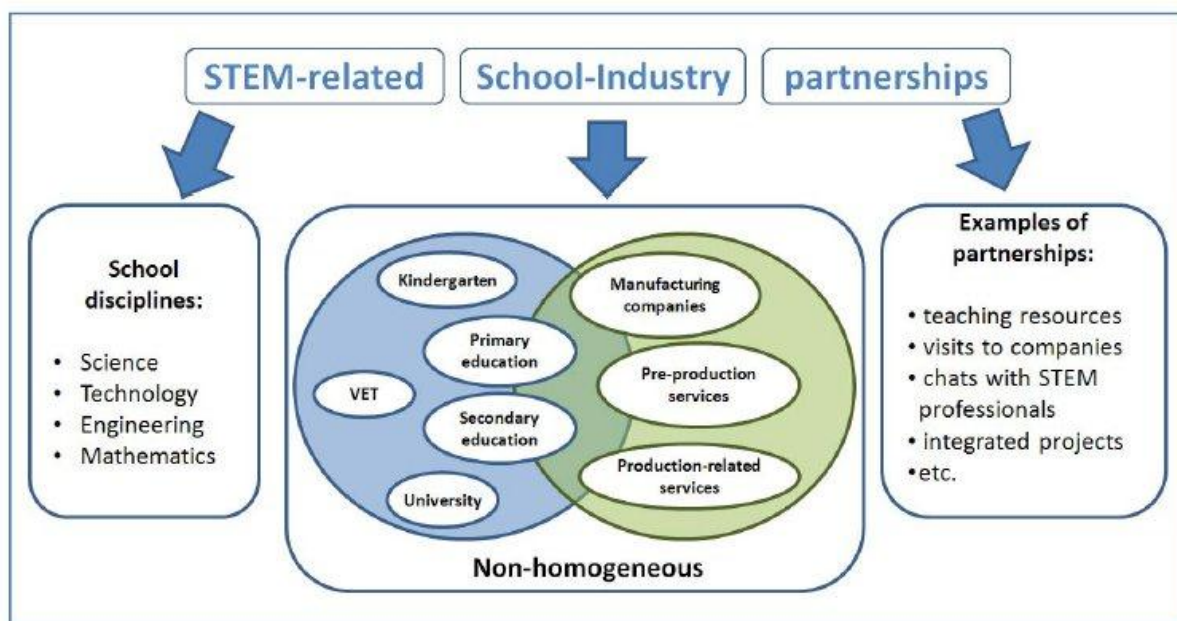 STEM-related School-Industry partnerships
School
disciplines:
• Science
• Technology
• Engineering
• Mathematics
Kindergarten
Primary
education
VET
Secondary
education
University
Manufacturing
companies
Pre-production
services
Production-related
services
Non-homogeneous
Examples of
partnerships:
• teaching resources
• visits to companies
• chats with STEM
professionals
• integrated projects
•etc.